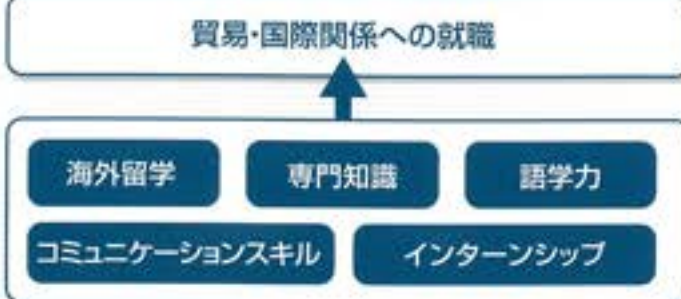 貿易・国際関係への就職
海外留学 専門知識 語学力
コミュニケーションスキル インターンシップ